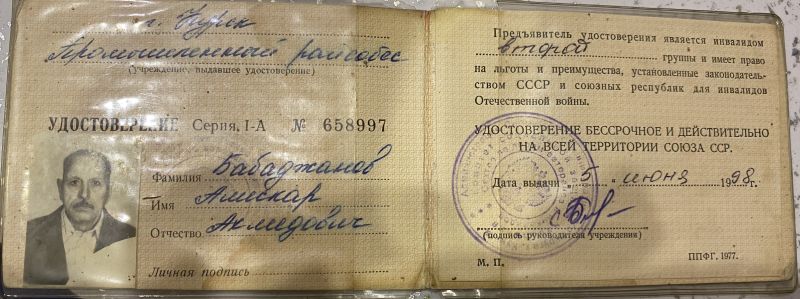 г. Курск
Промышленный райсобес
(учреждение, выдавшее удостоверение)
УДОСТОВЕРЕНИЕ Серия, I-А № 658997
Фамилия Бабаджанов
Имя Алискар
Отчество Ахмедович
Личная подпись
Предъявитель удостоверения является инвалидом
второй группы и имеет право
на льготы и преимущества, установленные законодатель-
ством СССР и союзных республик для инвалидов
Отечественной войны.
УДОСТОВЕРЕНИЕ БЕССРОЧНОЕ И ДЕЙСТВИТЕЛЬНО
НА ВСЕЙ ТЕРРИТОРИИ СОЮЗА ССР.
Дата выдачи 5 июня 1998г.
(подпись руководителя учреждения)
М. П. ППФГ. 1977.